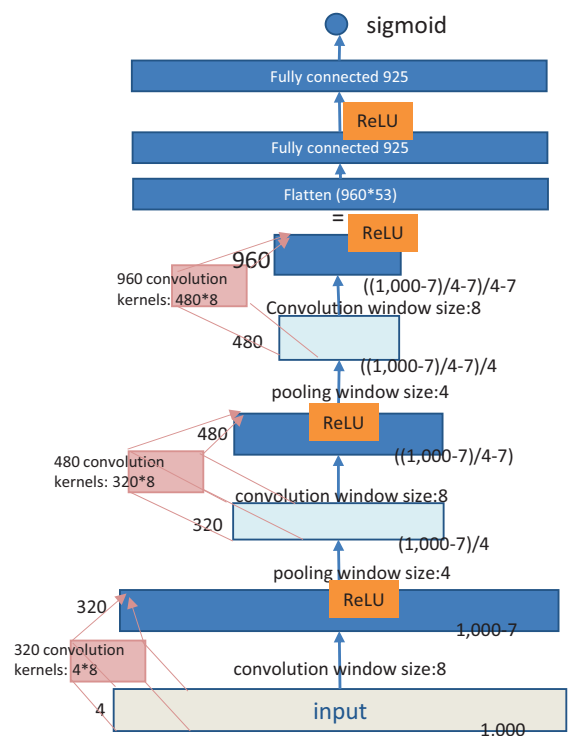 sigmoid
Fully connected 925
ReLU
Fully connected 925
Flatten (960*53)
=
ReLU
960
960 convolution
kernels: 480*8
((1,000-7)/4-7)/4-7
Convolution window size:8
480
((1,000-7)/4-7)/4
pooling window size:4
ReLU
480
((1,000-7)/4-7)
480 convolution
kernels: 320*8
convolution window size:8
320
(1,000-7)/4
pooling window size:4
ReLU
320
1,000-7
320 convolution
kernels: 4*8
convolution window size:8
4
input
1.000